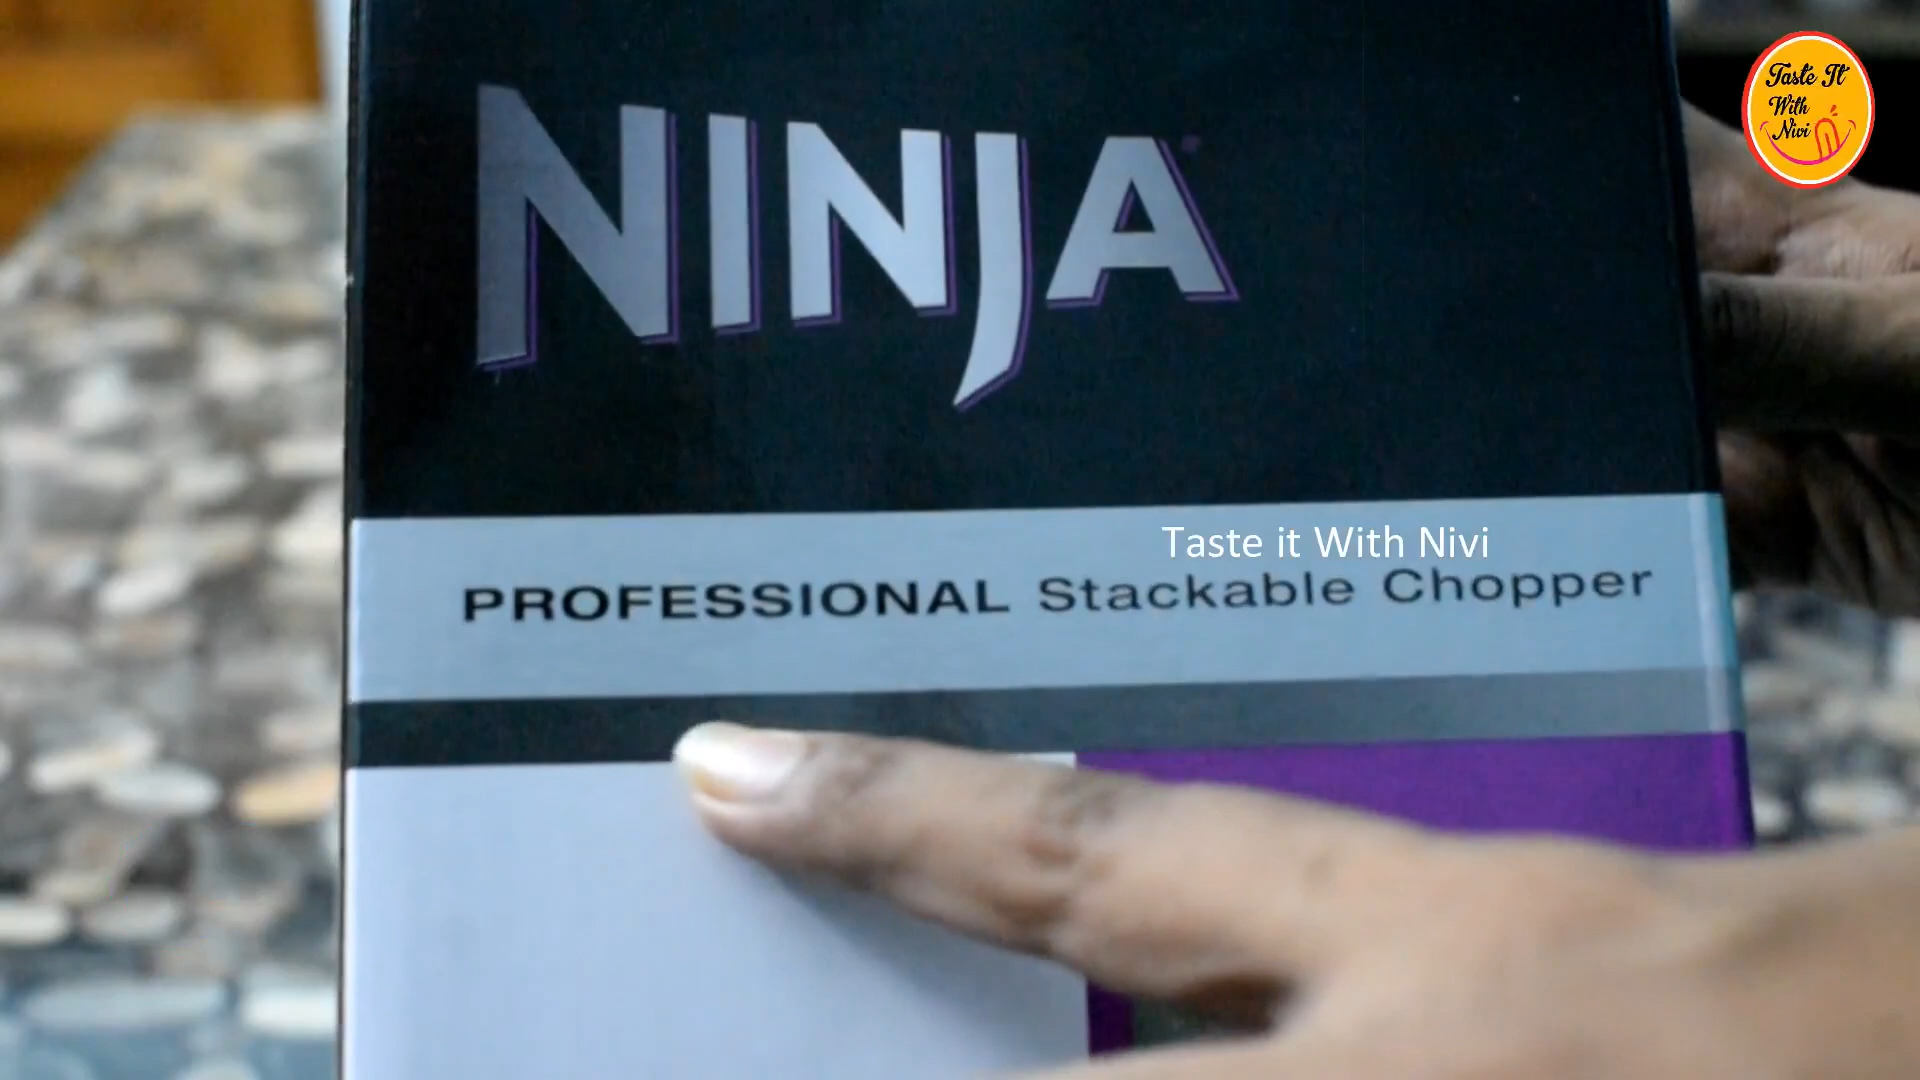 NINJA
Taste It
With
Nivi
Taste it With Nivi
PROFESSIONAL Stackable Chopper